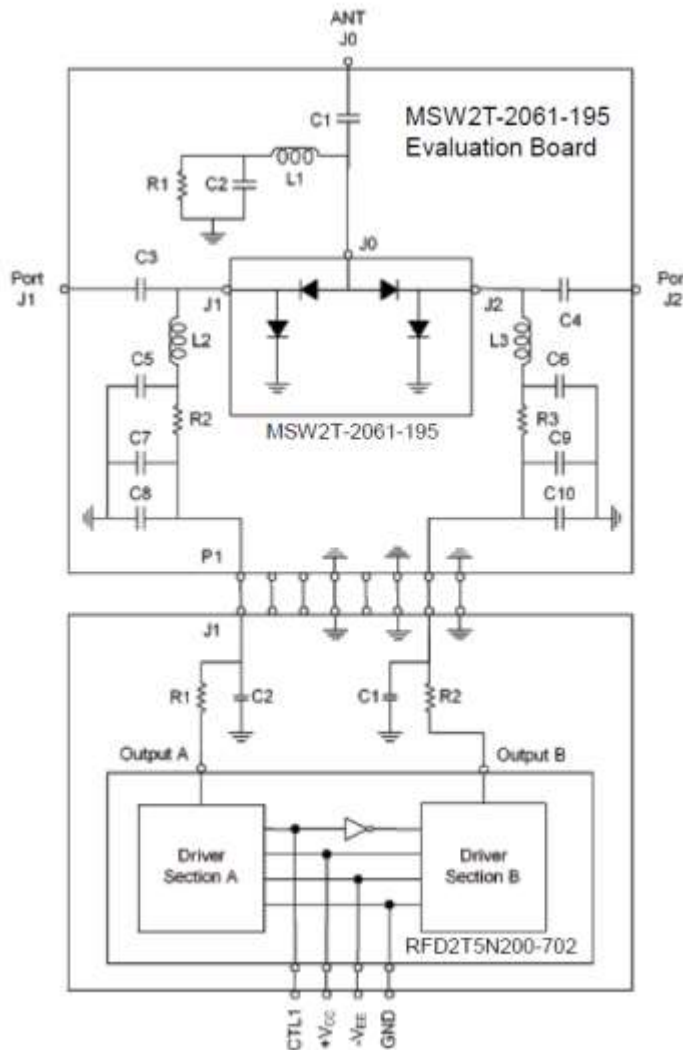 ANT
J0
C1
MSW2T-2061-195
Evaluation Board
R1
C2
L1
J0
C3
Port
J1
J1
J2
C4
Por
J2
L2
L3
C5
C6
R2
R3
MSW2T-2061-195
C7
C9
C8
C10
P1
J1
R1
C2
C1
R2
Output A
Output B
Driver
Section A
Driver
Section B
RFD2T5N200-702
CTL1
+VCC
-VEE
GND